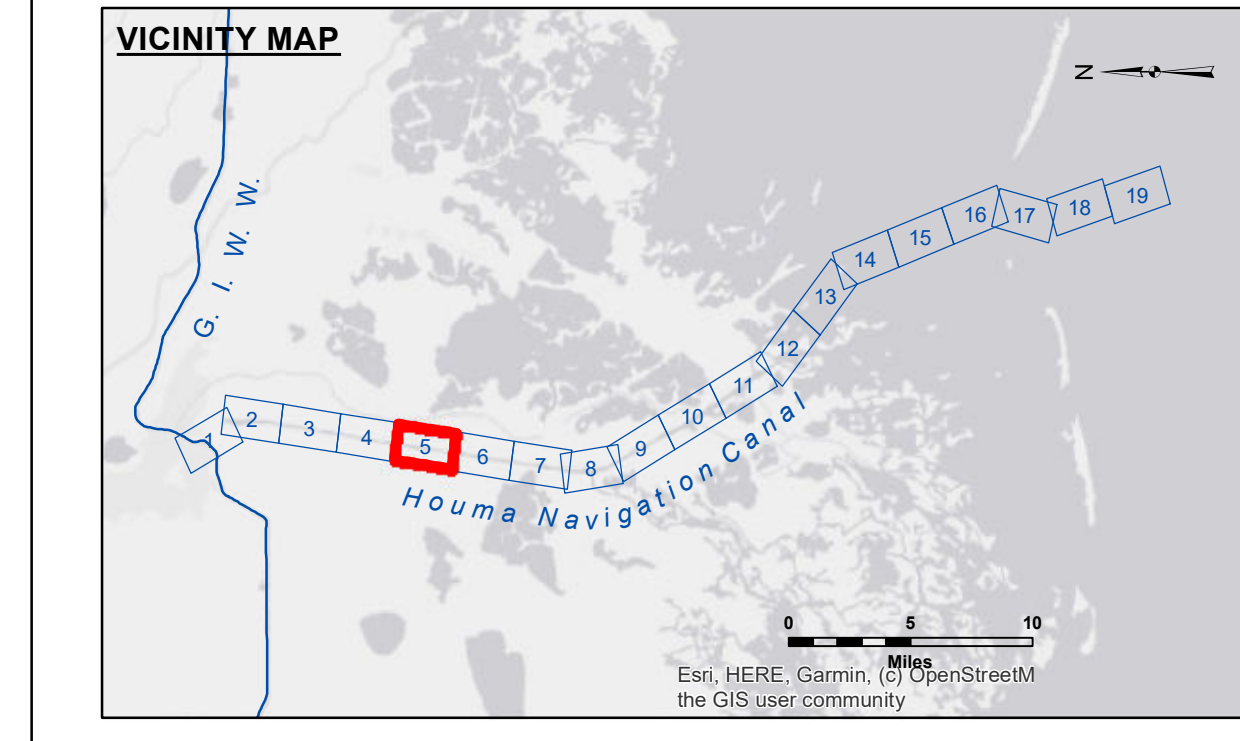 VICINITY MAP
N
G. I. W. W.
1
2
3
4
5
6
7
8
9
10
11
12
13
14
15
16
17
18
19
Houma Navigation Canal
0 5 10
Miles
Esri, HERE, Garmin, (c) OpenStreetM
the GIS user community